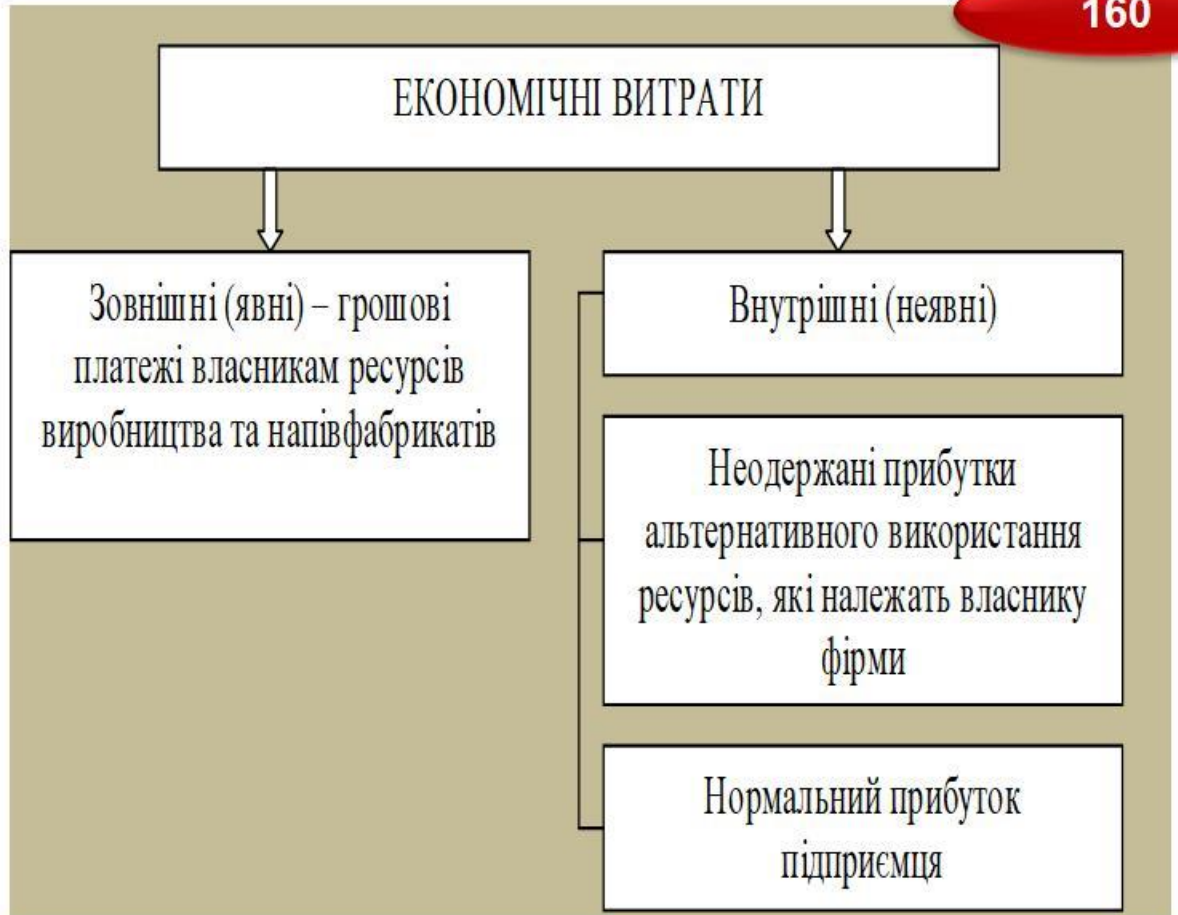 160
ЕКОНОМІЧНІ ВИТРАТИ
Зовнішні (явні) – грошові
платежі власникам ресурсів
виробництва та напівфабрикатів
Внутрішні (неявні)
Неодержані прибутки
альтернативного використання
ресурсів, які належать власнику
фірми
Нормальний прибуток
підприємця